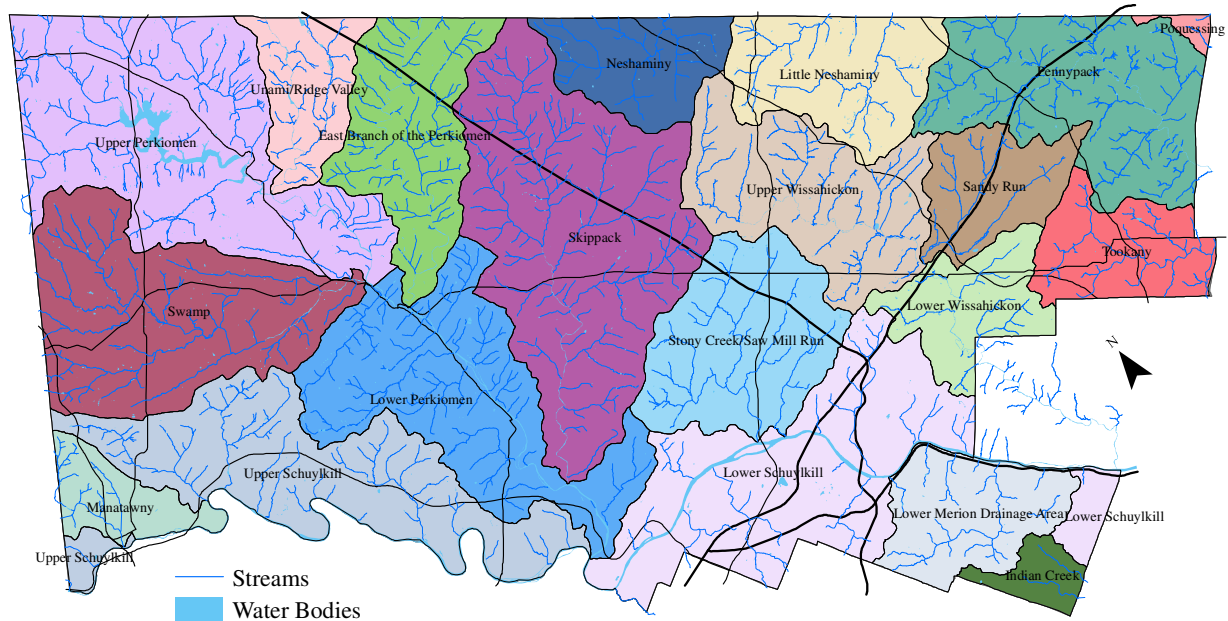 Poquessing
Neshaminy
Little Neshaminy
Pennypack
Unami/Ridge Valley
East Branch of the Perkiomen
Upper Perkiomen
Upper Wissahickon
Sandy Run
Skippack
Tookany
Swamp
Lower Wissahickon
Stony Creek/Saw Mill Run
N
Lower Perkiomen
Upper Schuylkill
Lower Schuylkill
Manatawny
Lower Merion Drainage Area
Lower Schuylkill
Upper Schuylkill
Indian Creek
Streams
Water Bodies